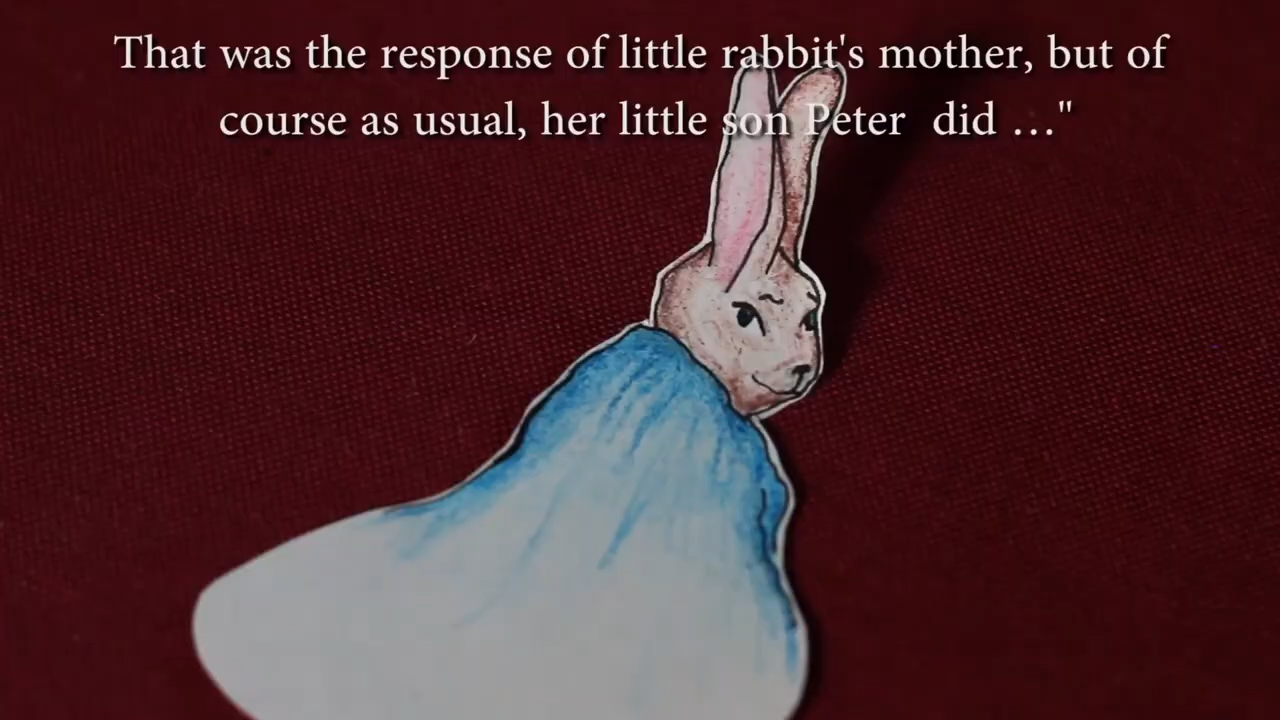 That was the response of little rabbit's mother, but of
course as usual, her little son Peter  did …"